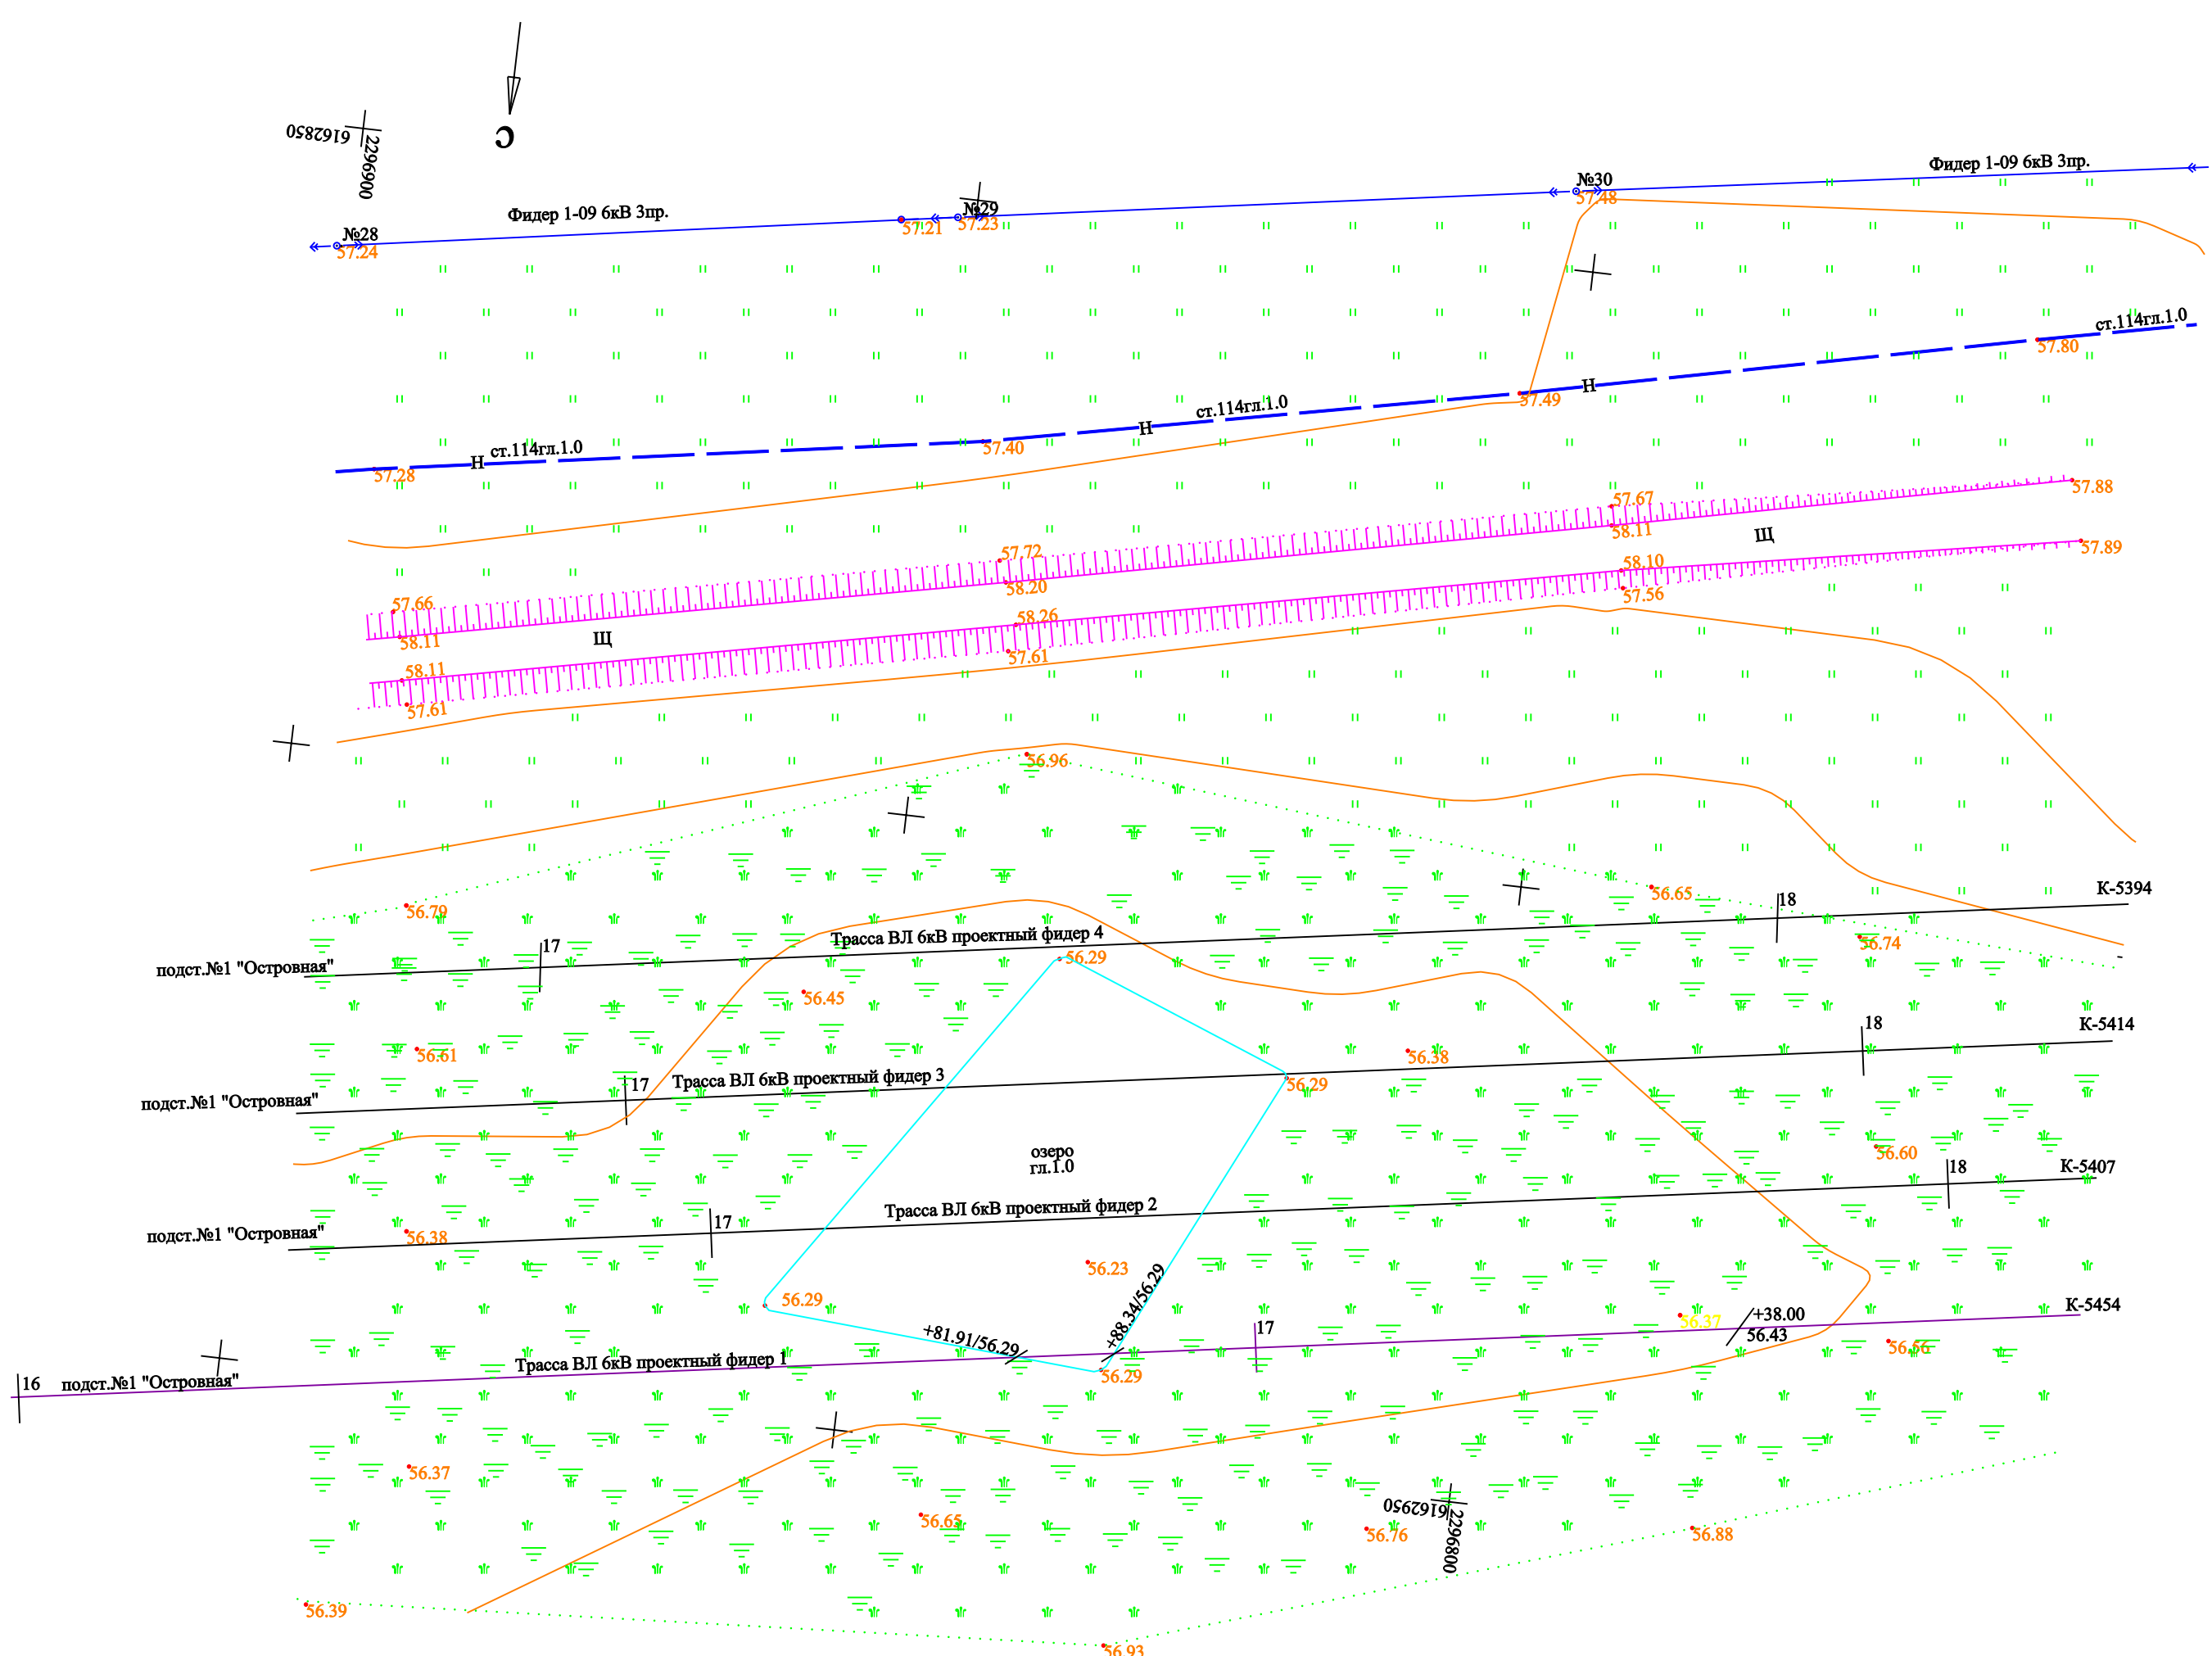 6162850
2296900
С
Фидер 1-09 6кВ 3пр.
№30
57.48
Фидер 1-09 6кВ 3пр.
№29
57.21
57.23
№28
57.24
ст.114гл.1.0
57.80
Н
57.49
ст.114гл.1.0
Н
57.40
ст.114гл.1.0
Н
57.28
57.88
57.67
58.11
Щ
57.89
57.72
58.20
58.10
57.56
57.66
58.11
Щ
58.26
57.61
58.11
57.61
56.96
56.65
56.79
18
К-5394
17
Трасса ВЛ 6кВ проектный фидер 4
56.74
подст.№1 "Островная"
56.29
56.45
18
К-5414
56.61
56.38
17
Трасса ВЛ 6кВ проектный фидер 3
56.29
подст.№1 "Островная"
озеро
гл.1.0
56.60
18
К-5407
Трасса ВЛ 6кВ проектный фидер 2
17
подст.№1 "Островная"
56.38
56.23
56.29
+88.34/56.29
+81.91/56.29
17
56.37
+38.00
56.43
К-5454
56.56
Трасса ВЛ 6кВ проектный фидер 1
56.29
16
подст.№1 "Островная"
56.37
6162950
2296800
56.65
56.76
56.88
56.39
56.93